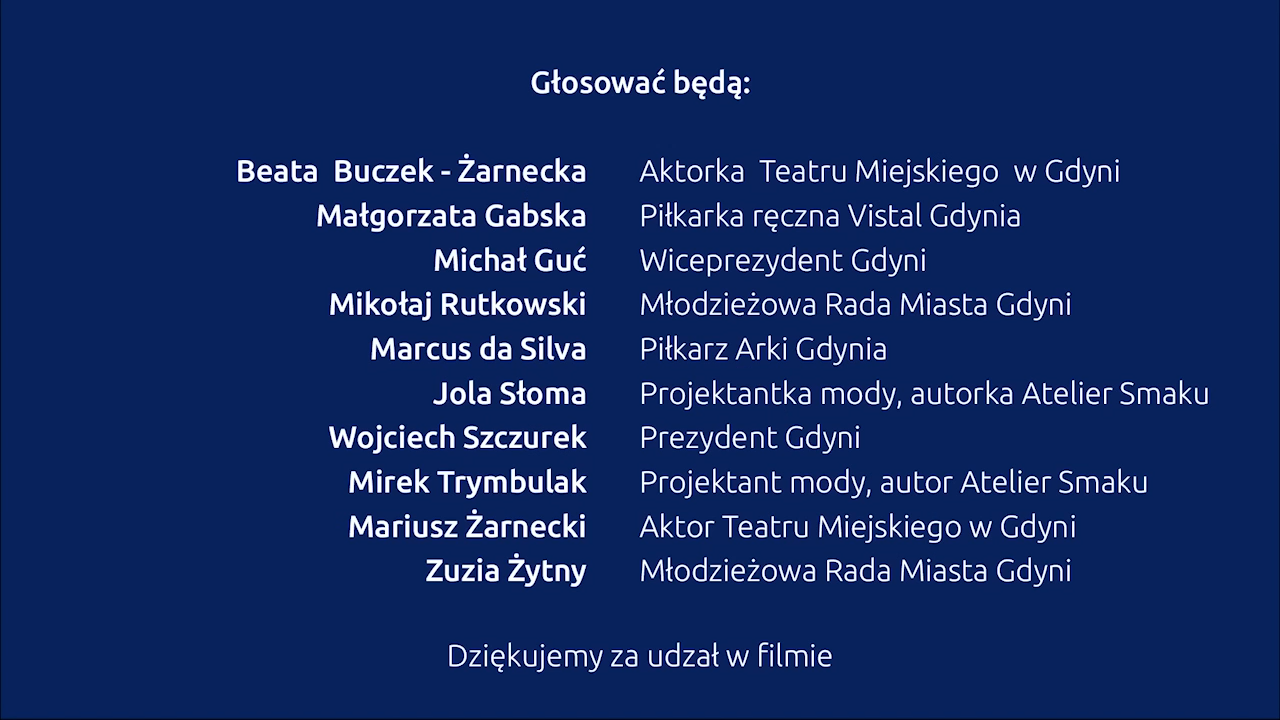 Głosować będą:
Beata Buczek - Żarnecka Aktorka Teatru Miejskiego w Gdyni
Małgorzata Gabska Piłkarka ręczna Vistal Gdynia
Michał Guć Wiceprezydent Gdyni
Mikołaj Rutkowski Młodzieżowa Rada Miasta Gdyni
Marcus da Silva Piłkarz Arki Gdynia
Jola Słoma Projektantka mody, autorka Atelier Smaku
Wojciech Szczurek Prezydent Gdyni
Mirek Trymbulak Projektant mody, autor Atelier Smaku
Mariusz Żarnecki Aktor Teatru Miejskiego w Gdyni
Zuzia Żytny Młodzieżowa Rada Miasta Gdyni
Dziękujemy za udzał w filmie